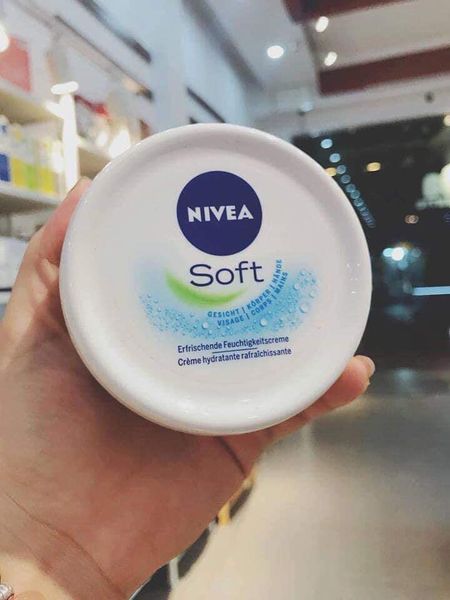 NIVEA
Soft
GESICHT | KÖRPER | HÄNDE
VISAGE | CORPS | MAINS
Erfrischende Feuchtigkeitscreme
Crème hydratante rafraîchissante